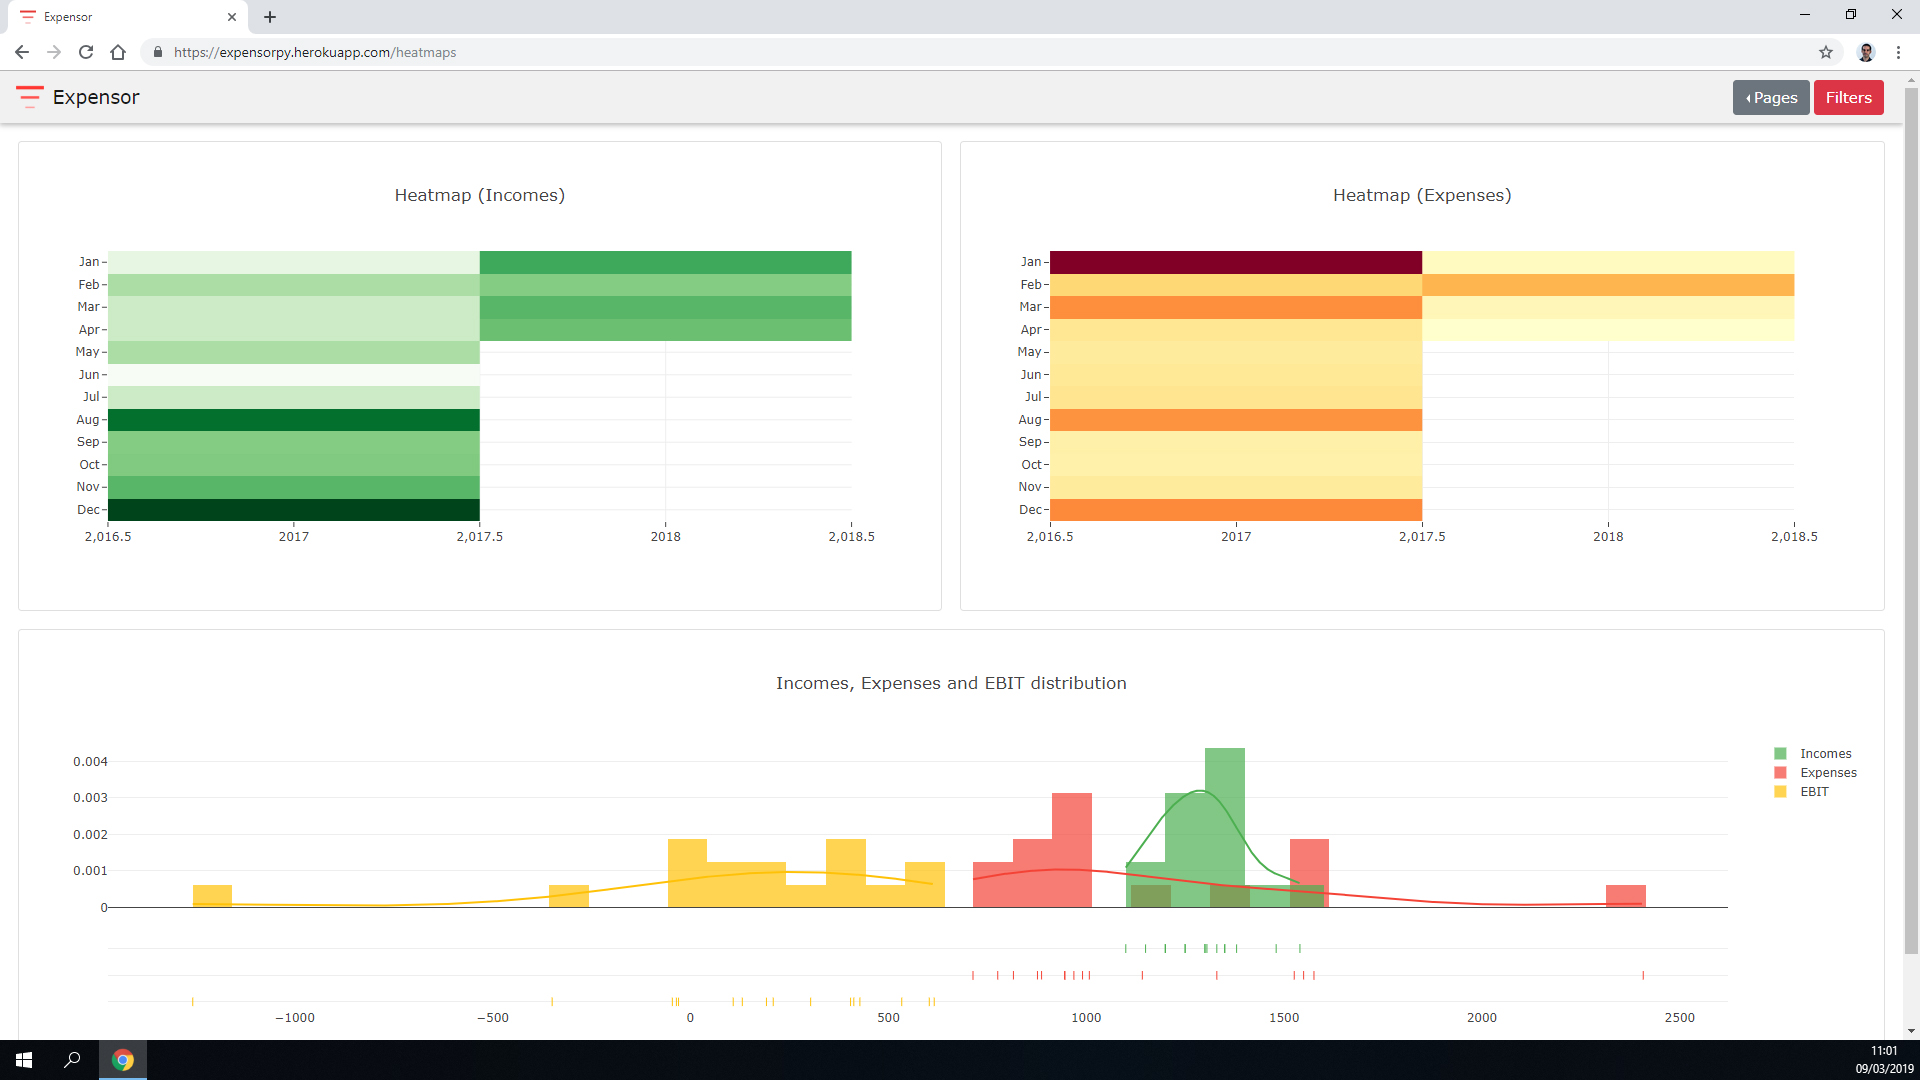 Expensor
https://expensorpy.herokuapp.com/heatmaps
Expensor
Pages
Filters
Heatmap (Incomes)
Jan
Feb
Mar
Apr
May
Jun
Jul
Aug
Sep
Oct
Nov
Dec
2,016.5 2017 2,017.5 2018 2,018.5
Heatmap (Expenses)
Jan
Feb
Mar
Apr
May
Jun
Jul
Aug
Sep
Oct
Nov
Dec
2,016.5 2017 2,017.5 2018 2,018.5
Incomes, Expenses and EBIT distribution
0.004
0.003
0.002
0.001
0
Incomes
Expenses
EBIT
−1000 −500 0 500 1000 1500 2000 2500
11:01
09/03/2019